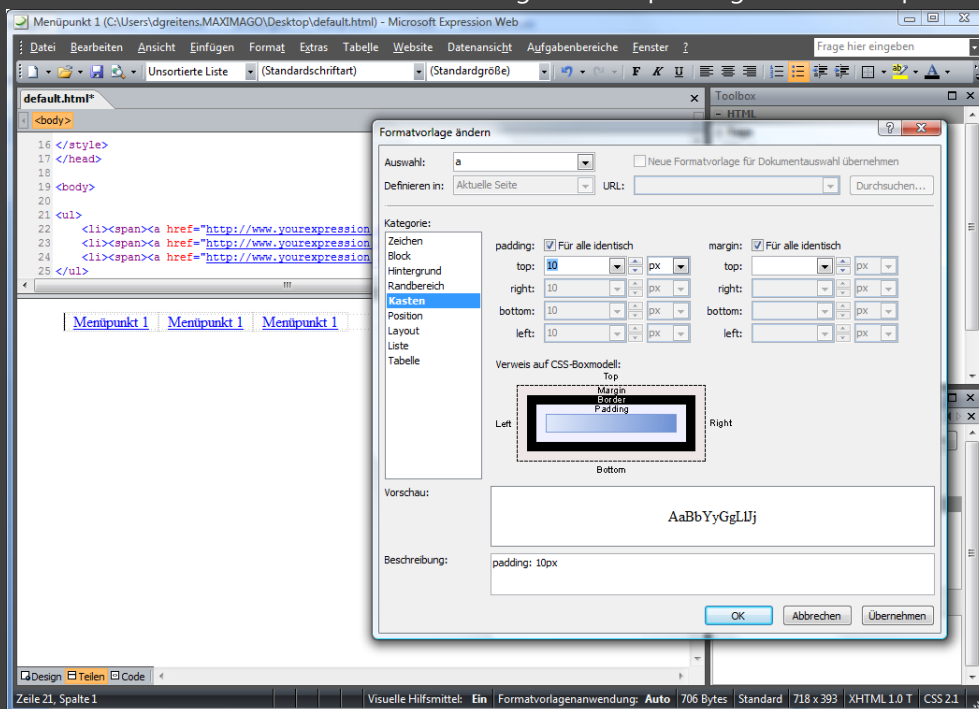 Menüpunkt 1 (C:\Users\dgreitens.MAXIMAGO\Desktop\default.html) - Microsoft Expression Web
Datei Bearbeiten Ansicht Einfügen Format Extras Tabelle Website Datenansicht Aufgabenbereiche Fenster ? Frage hier eingeben
Unsortierte Liste (Standardschriftart) (Standardgröße) F K U
default.html* Toolbox
- HTML
<body>
Formatvorlage ändern
16 </style>
17 </head>
18
19 <body>
20
21 <ul>
22 <li><span><a href="http://www.yourexpression
23 <li><span><a href="http://www.yourexpression
24 <li><span><a href="http://www.yourexpression
25 </ul>
Menüpunkt 1 Menüpunkt 1 Menüpunkt 1
Auswahl: a Neue Formatvorlage für Dokumentauswahl übernehmen
Definieren in: Aktuelle Seite URL: Durchsuchen...
Kategorie:
Zeichen
Block
Hintergrund
Randbereich
Kasten
Position
Layout
Liste
Tabelle
padding: Für alle identisch margin: Für alle identisch
top: 10 px top: px
right: 10 px right: px
bottom: 10 px bottom: px
left: 10 px left: px
Verweis auf CSS-Boxmodell:
Top
Margin
Border
Padding
Left Right
Bottom
Vorschau:
AaBbYyGgLlJj
Beschreibung: padding: 10px
OK Abbrechen Übernehmen
Design Teilen Code
Zeile 21, Spalte 1 Visuelle Hilfsmittel: Ein Formatvorlagenanwendung: Auto 706 Bytes Standard 718 x 393 XHTML 1.0 T CSS 2.1